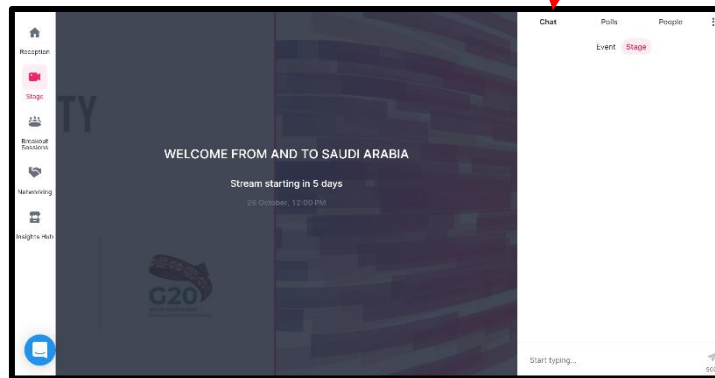 Reception
Stage
Breakout
Sessions
Networking
Insights Hub
TY
WELCOME FROM AND TO SAUDI ARABIA
Stream starting in 5 days
26 October, 12:00 PM
G20
Chat
Polls
People
Event
Stage
Start typing...